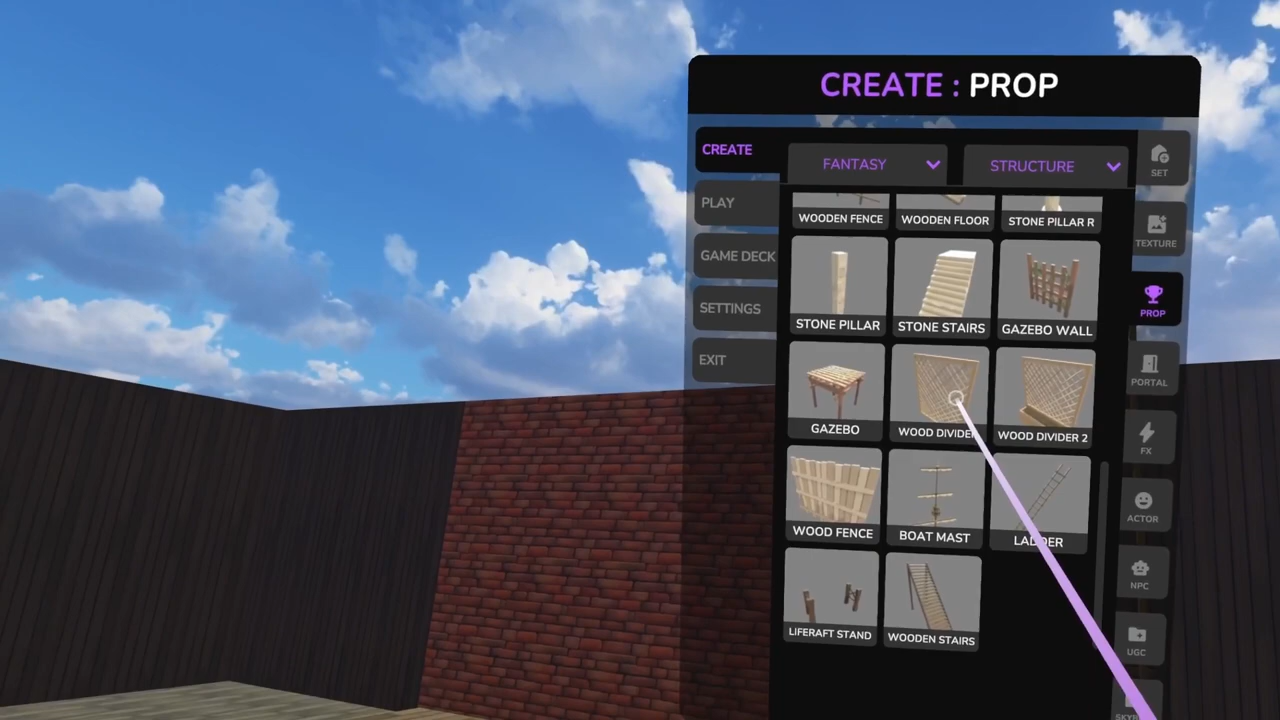 CREATE : PROP
CREATE
PLAY
GAME DECK
SETTINGS
EXIT
FANTASY
STRUCTURE
WOODEN FENCE
WOODEN FLOOR
STONE PILLAR R
STONE PILLAR
STONE STAIRS
GAZEBO WALL
GAZEBO
WOOD DIVIDER
WOOD DIVIDER 2
WOOD FENCE
BOAT MAST
LADDER
LIFERAFT STAND
WOODEN STAIRS
SET
TEXTURE
PROP
PORTAL
FX
ACTOR
NPC
UGC